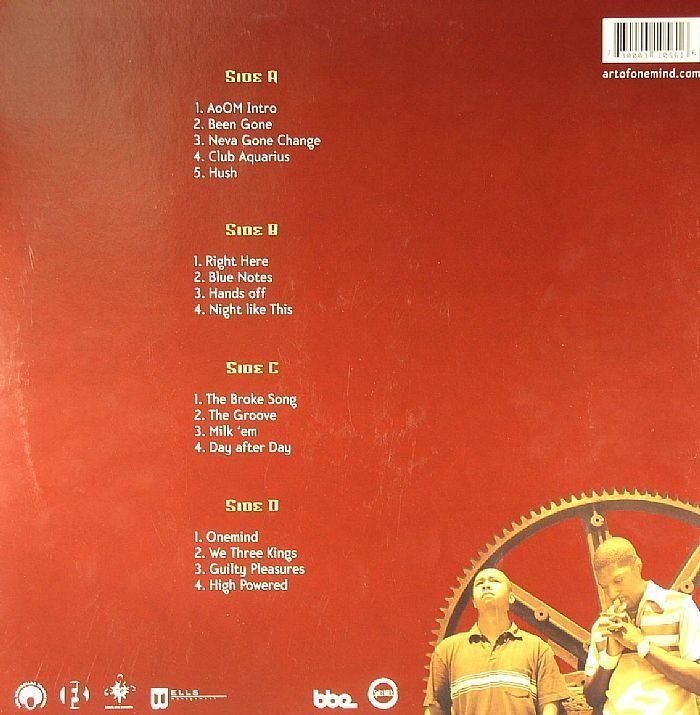 artofonemind.com
Side A
1. AoOM Intro
2. Been Gone
3. Neva Gone Change
4. Club Aquarius
5. Hush
Side B
1. Right Here
2. Blue Notes
3. Hands off
4. Night like This
Side C
1. The Broke Song
2. The Groove
3. Milk 'em
4. Day after Day
Side D
1. Onemind
2. We Three Kings
3. Guilty Pleasures
4. High Powered
ELLS
bbe